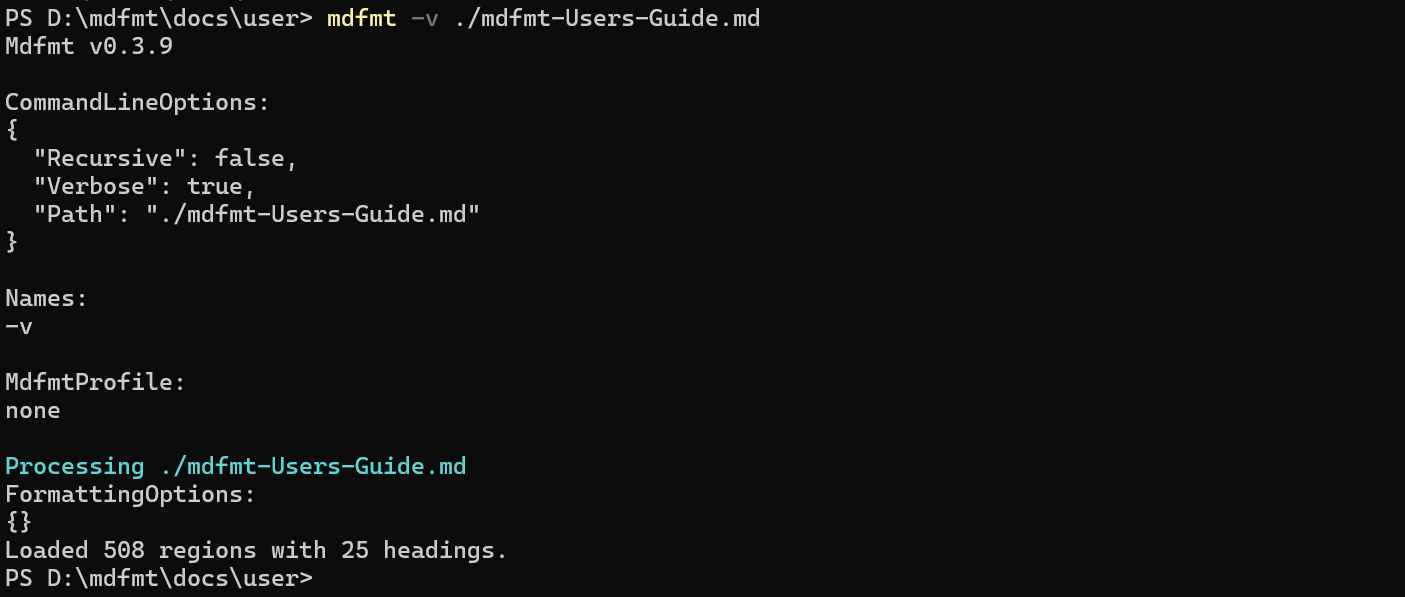 PS D:\mdfmt\docs\user> mdfmt -v ./mdfmt-Users-Guide.md
Mdfmt v0.3.9

CommandLineOptions:
{
  "Recursive": false,
  "Verbose": true,
  "Path": "./mdfmt-Users-Guide.md"
}

Names:
-v

MdfmtProfile:
none

Processing ./mdfmt-Users-Guide.md
FormattingOptions:
{}
Loaded 508 regions with 25 headings.
PS D:\mdfmt\docs\user>